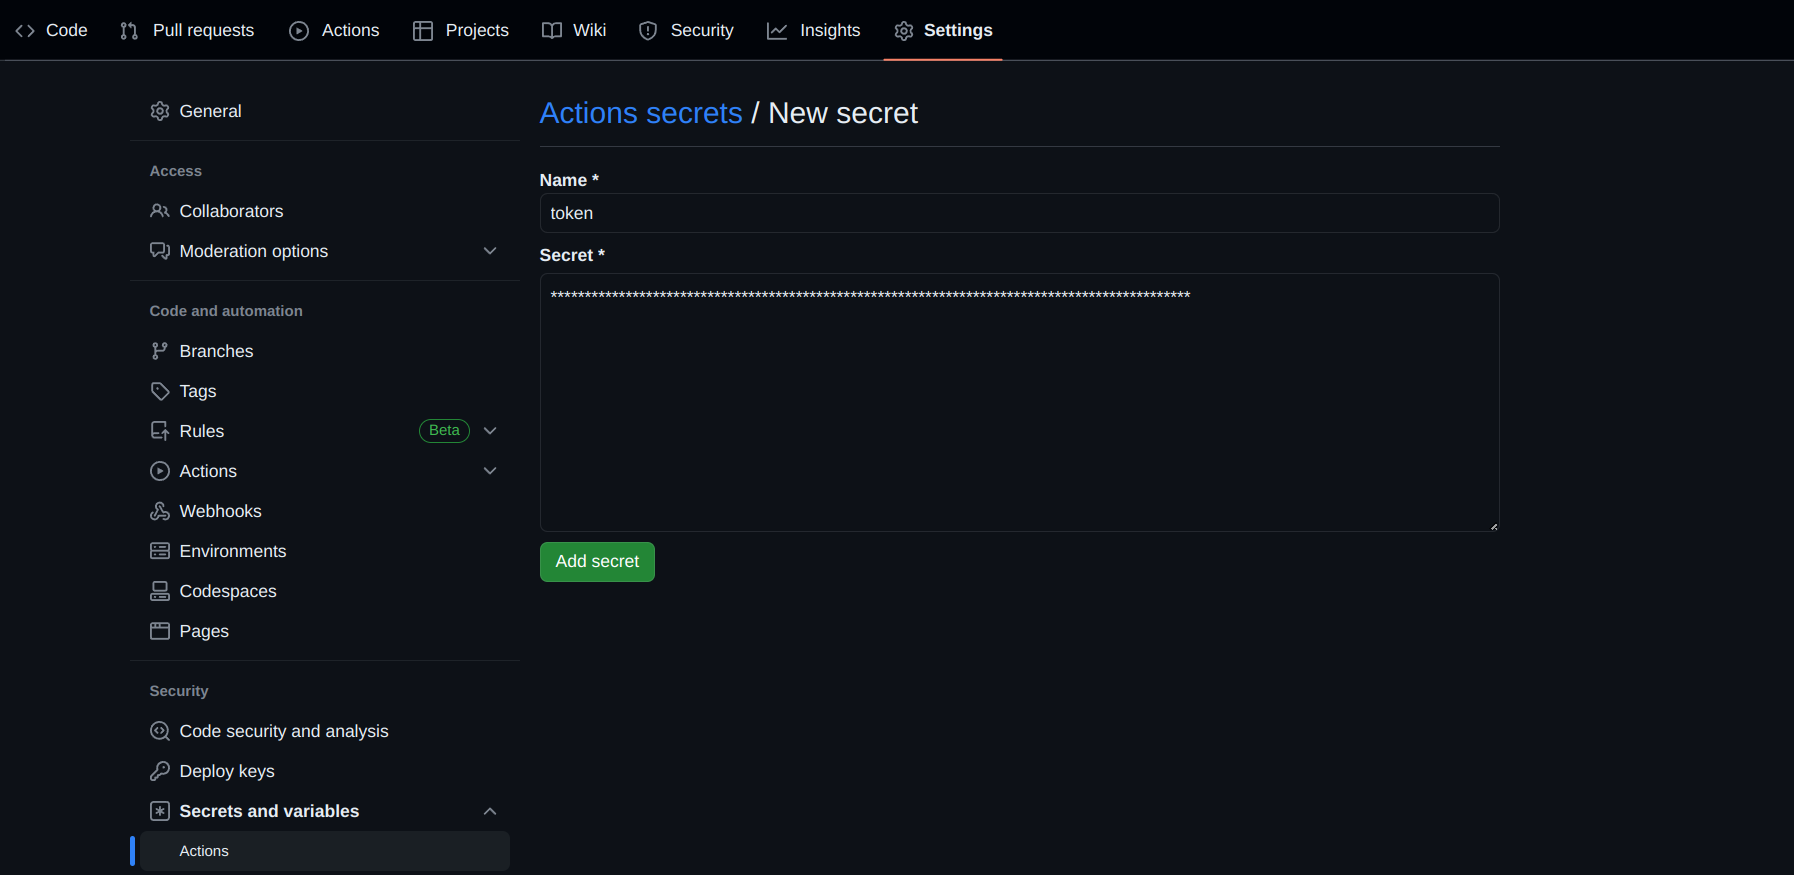 Code Pull requests Actions Projects Wiki Security Insights Settings
General
Access
Collaborators
Moderation options
Code and automation
Branches
Tags
Rules Beta
Actions
Webhooks
Environments
Codespaces
Pages
Security
Code security and analysis
Deploy keys
Secrets and variables
Actions
Actions secrets / New secret
Name *
token
Secret *
*********************************************************************************************
Add secret